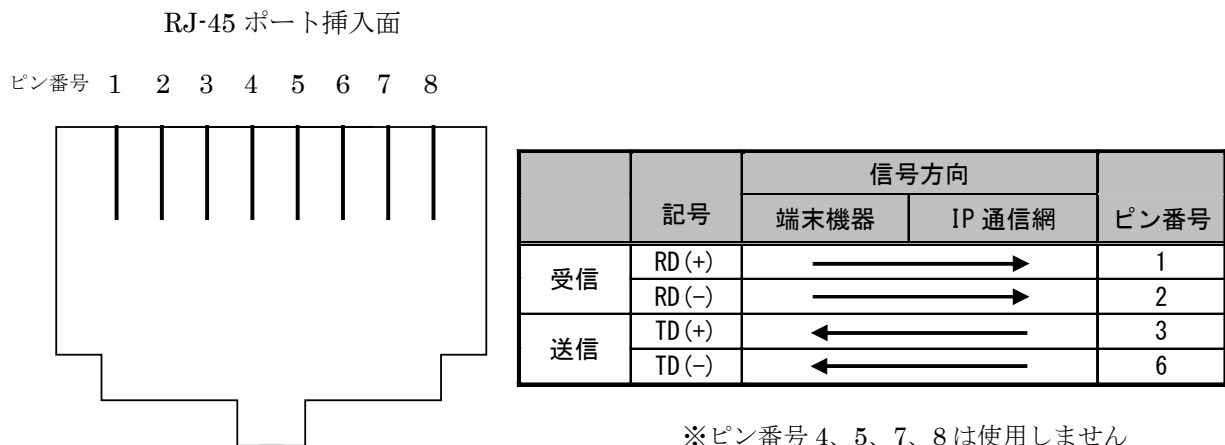 RJ-45 ポート挿入面
ピン番号 1 2 3 4 5 6 7 8
信号方向
記号 端末機器 IP 通信網 ピン番号
受信 RD(+) 1
RD(−) 2
送信 TD(+) 3
TD(−) 6
※ピン番号 4、5、7、8 は使用しません